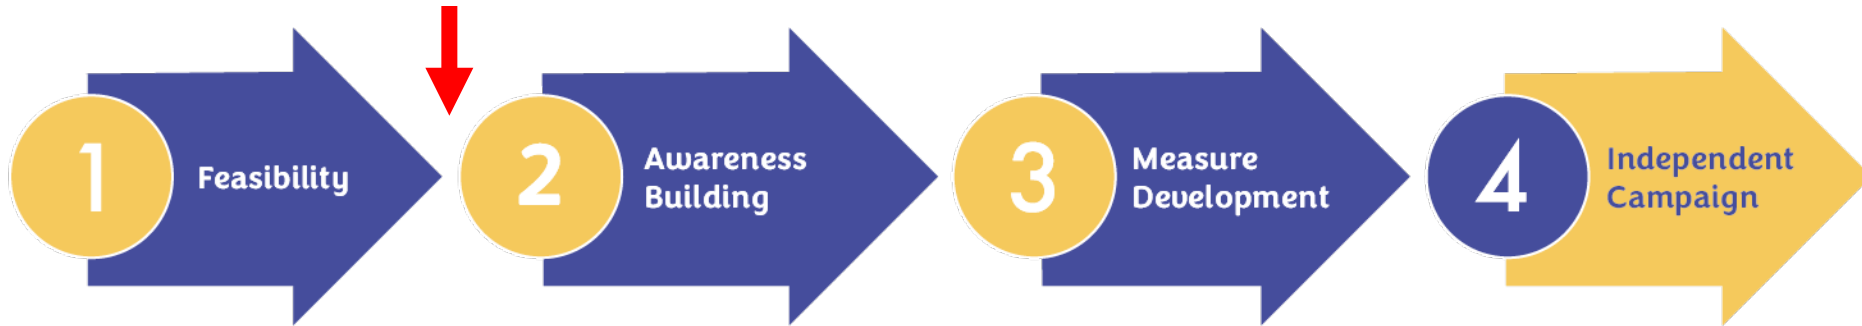 1
Feasibility
2
Awareness
Building
3
Measure
Development
4
Independent
Campaign